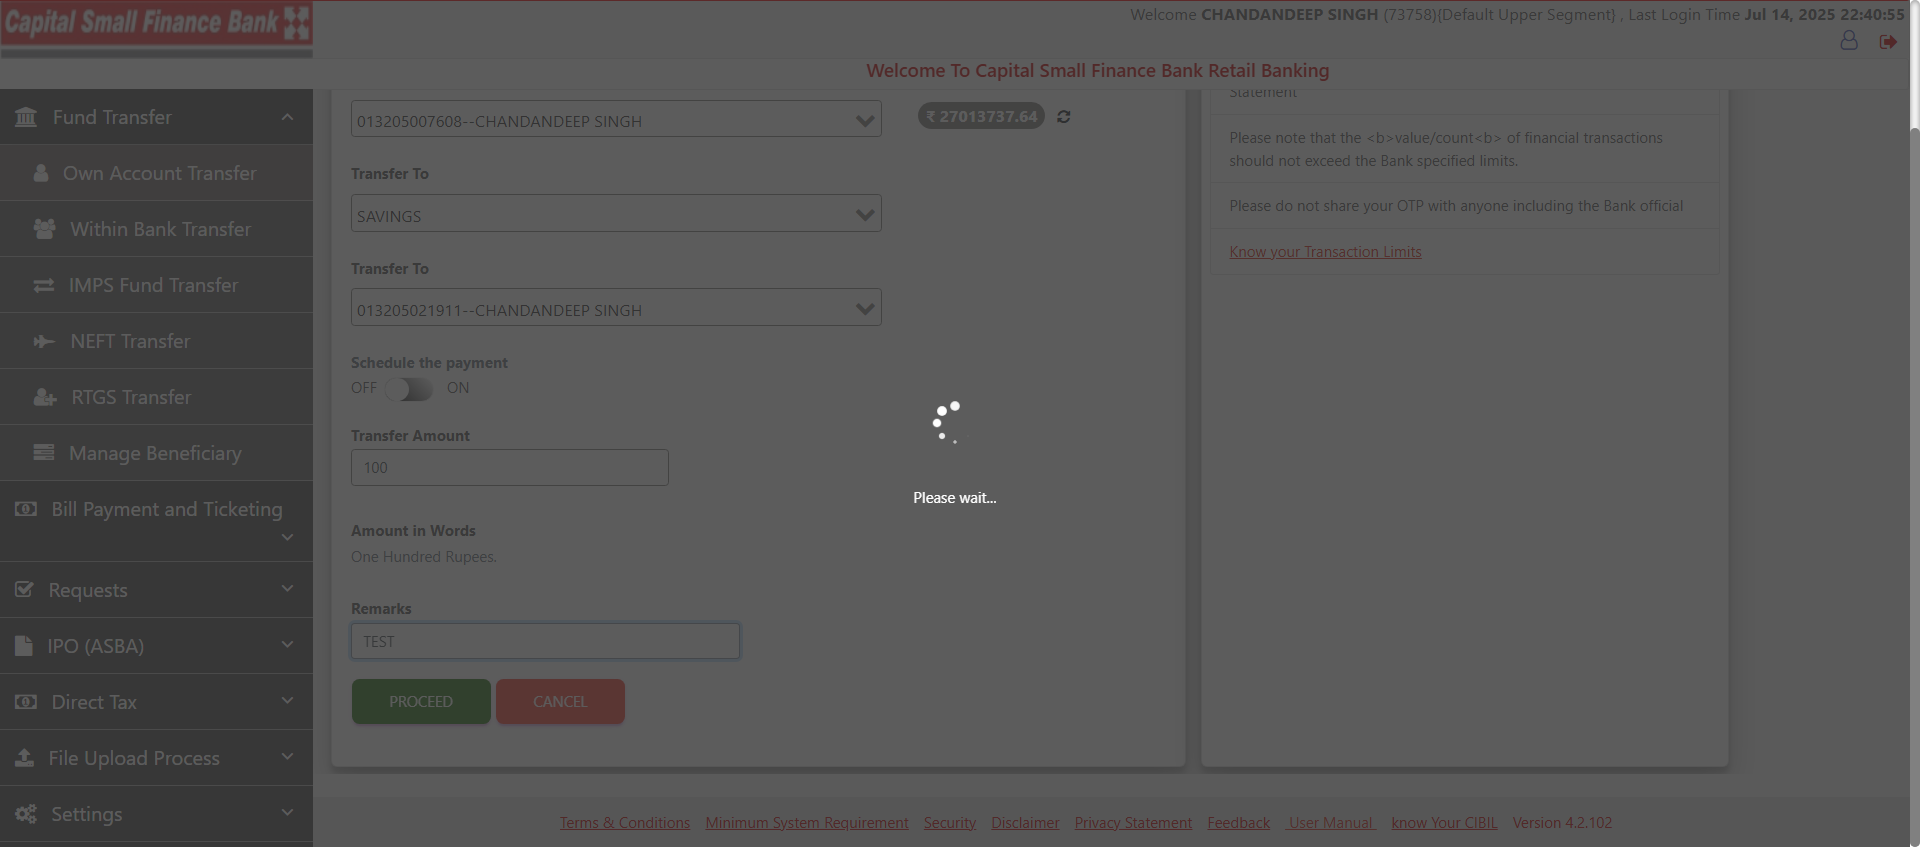 Capital Small Finance Bank
Welcome CHANDANDEEP SINGH (73758){Default Upper Segment} , Last Login Time Jul 14, 2025 22:40:55
Welcome To Capital Small Finance Bank Retail Banking
Fund Transfer
Own Account Transfer
Within Bank Transfer
IMPS Fund Transfer
NEFT Transfer
RTGS Transfer
Manage Beneficiary
Bill Payment and Ticketing
Requests
IPO (ASBA)
Direct Tax
File Upload Process
Settings
013205007608--CHANDANDEEP SINGH
₹ 27013737.64
Transfer To
SAVINGS
Transfer To
013205021911--CHANDANDEEP SINGH
Schedule the payment
OFF ON
Transfer Amount
100
Amount in Words
One Hundred Rupees.
Remarks
TEST
PROCEED CANCEL
Please wait...
Statement
Please note that the <b>value/count<b> of financial transactions
should not exceed the Bank specified limits.
Please do not share your OTP with anyone including the Bank official
Know your Transaction Limits
Terms & Conditions Minimum System Requirement Security Disclaimer Privacy Statement Feedback User Manual know Your CIBIL Version 4.2.102